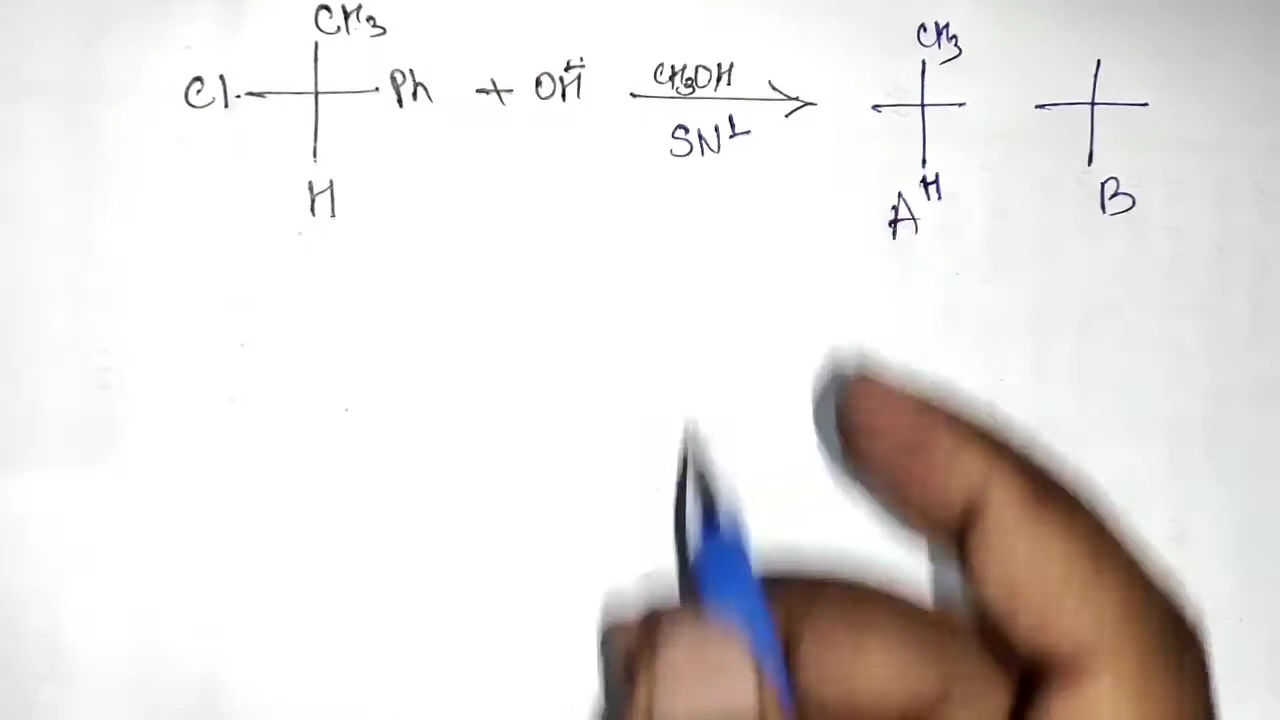 CH3
Cl Ph + OH⁻ CH3OH CH3
SN1
H
H
A B